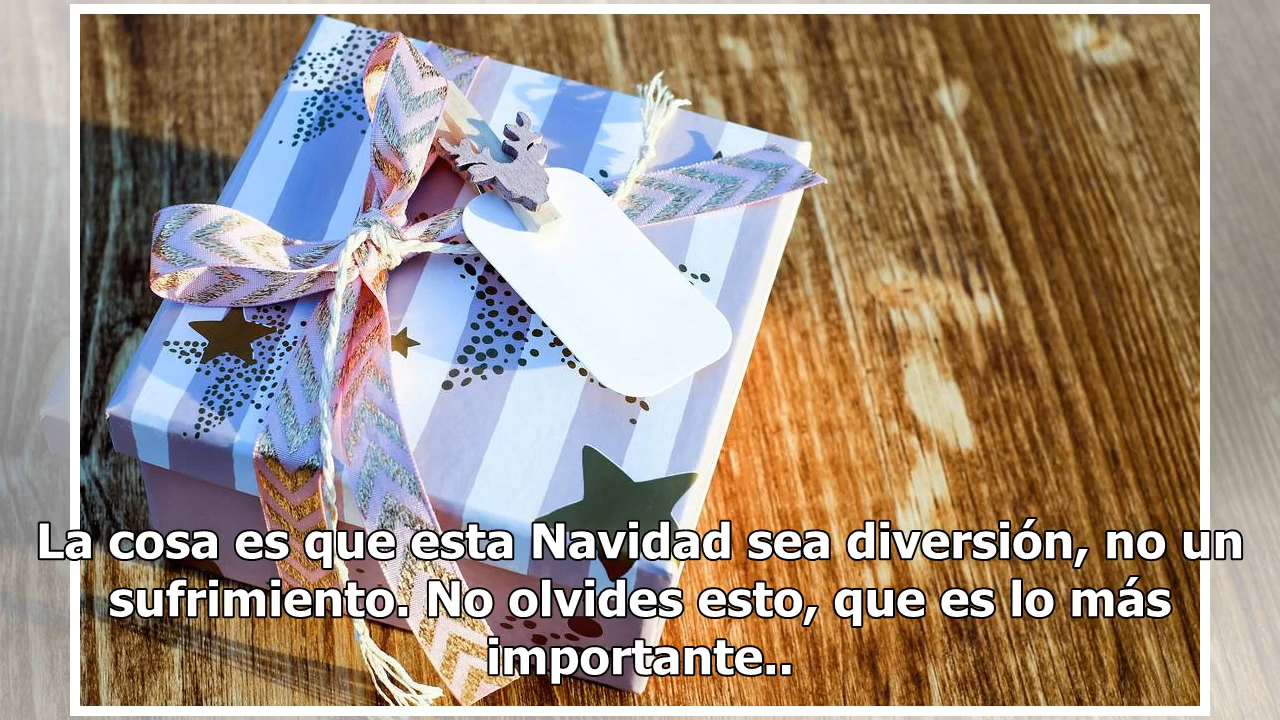 La cosa es que esta Navidad sea diversión, no un
sufrimiento. No olvides esto, que es lo más
importante..